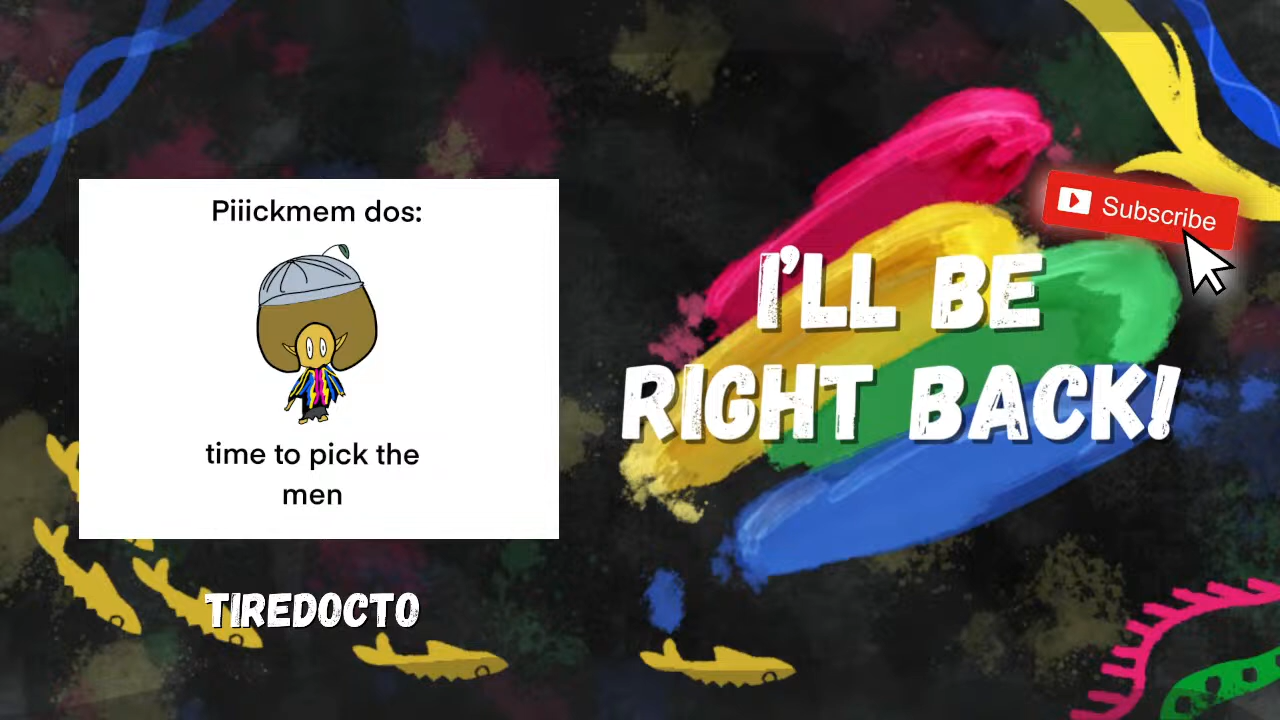 Piiickmem dos:
time to pick the
men
TIREDOCTO
I'LL BE
RIGHT BACK!
Subscribe